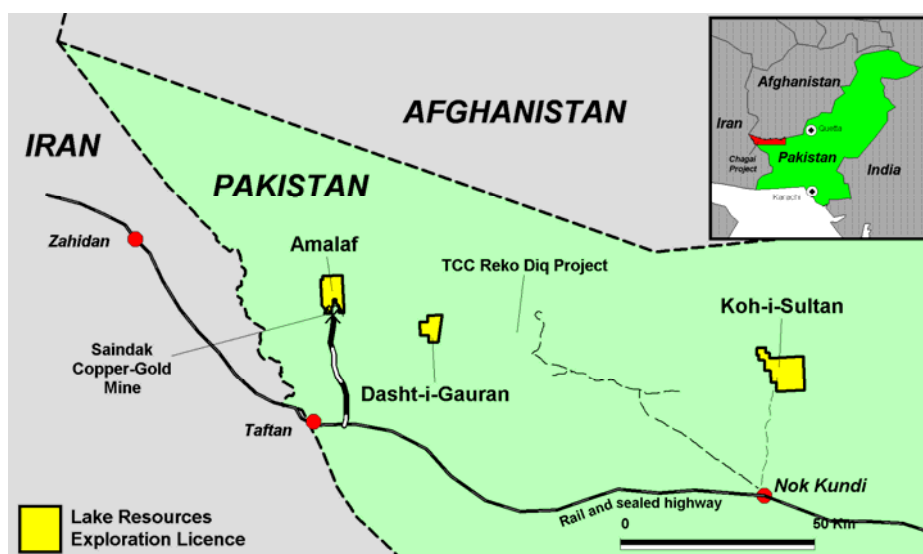 AFGHANISTAN
IRAN
PAKISTAN
Zahidan
Amalaf
TCC Reko Diq Project
Koh-i-Sultan
Saindak
Copper-Gold
Mine
Dasht-i-Gauran
Taftan
Nok Kundi
Rail and sealed highway
0
50 Km
Lake Resources
Exploration Licence
Afghanistan
Iran
Quetta
Chagai
Project
Pakistan
India
Karachi